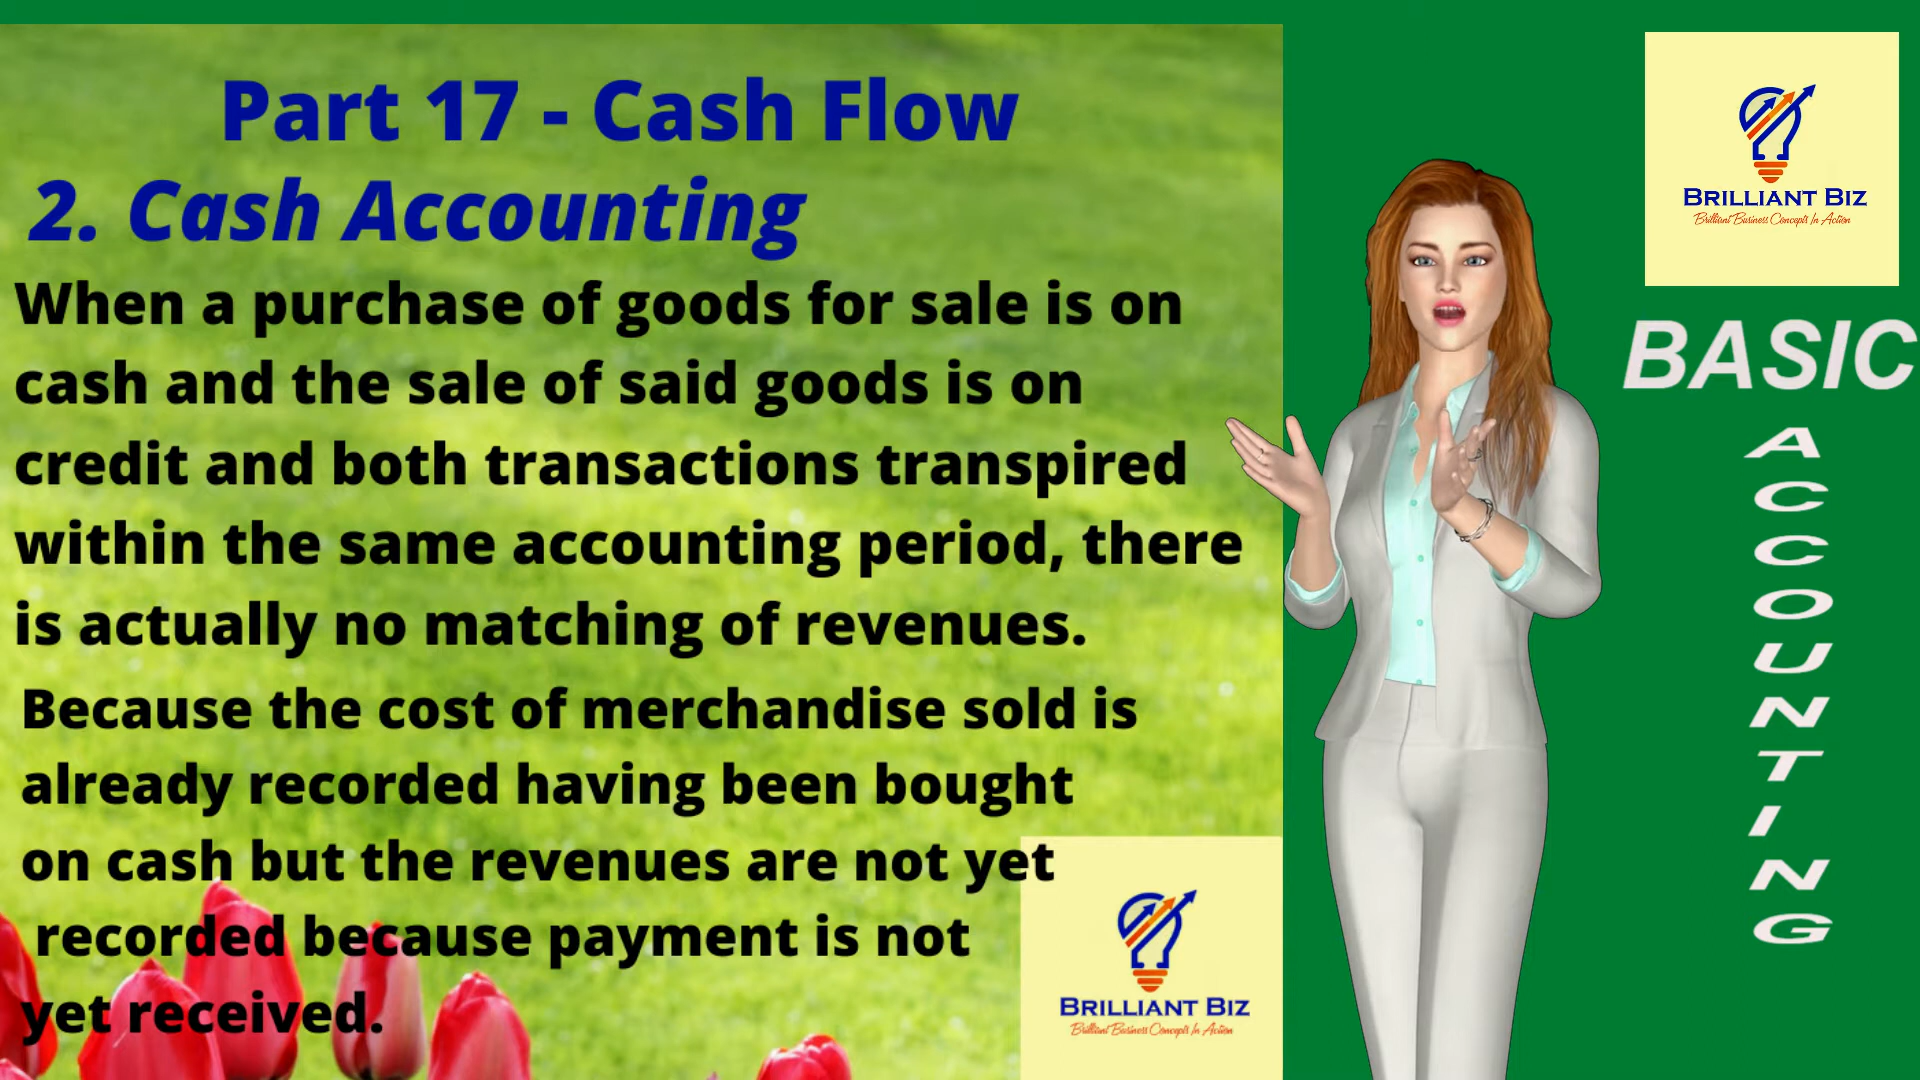 Part 17 - Cash Flow
2. Cash Accounting
When a purchase of goods for sale is on
cash and the sale of said goods is on
credit and both transactions transpired
within the same accounting period, there
is actually no matching of revenues.
Because the cost of merchandise sold is
already recorded having been bought
on cash but the revenues are not yet
recorded because payment is not
yet received.
BRILLIANT BIZ
Brilliant Business Concepts In Action
BRILLIANT BIZ
Brilliant Business Concepts In Action
BASIC
ACCOUNTING